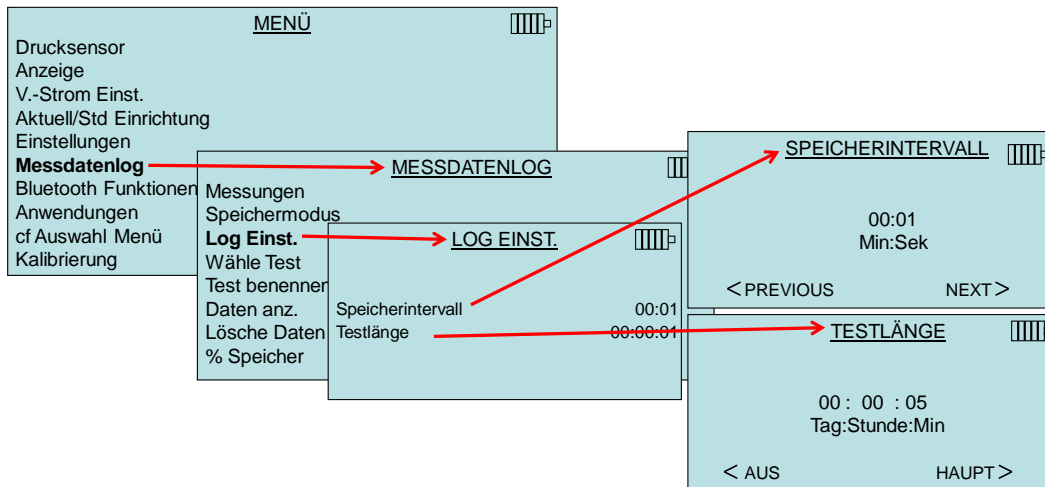 MENÜ
Drucksensor
Anzeige
V.-Strom Einst.
Aktuell/Std Einrichtung
Einstellungen
Messdatenlog
Bluetooth Funktionen
Anwendungen
cf Auswahl Menü
Kalibrierung
MESSDATENLOG
Messungen
Speichermodus
Log Einst.
Wähle Test
Test benennen
Daten anz.
Lösche Daten
% Speicher
LOG EINST.
Speicherintervall 00:01
Testlänge 00:00:01
SPEICHERINTERVALL
00:01
Min:Sek
<PREVIOUS NEXT>
TESTLÄNGE
00 : 00 : 05
Tag:Stunde:Min
< AUS HAUPT>